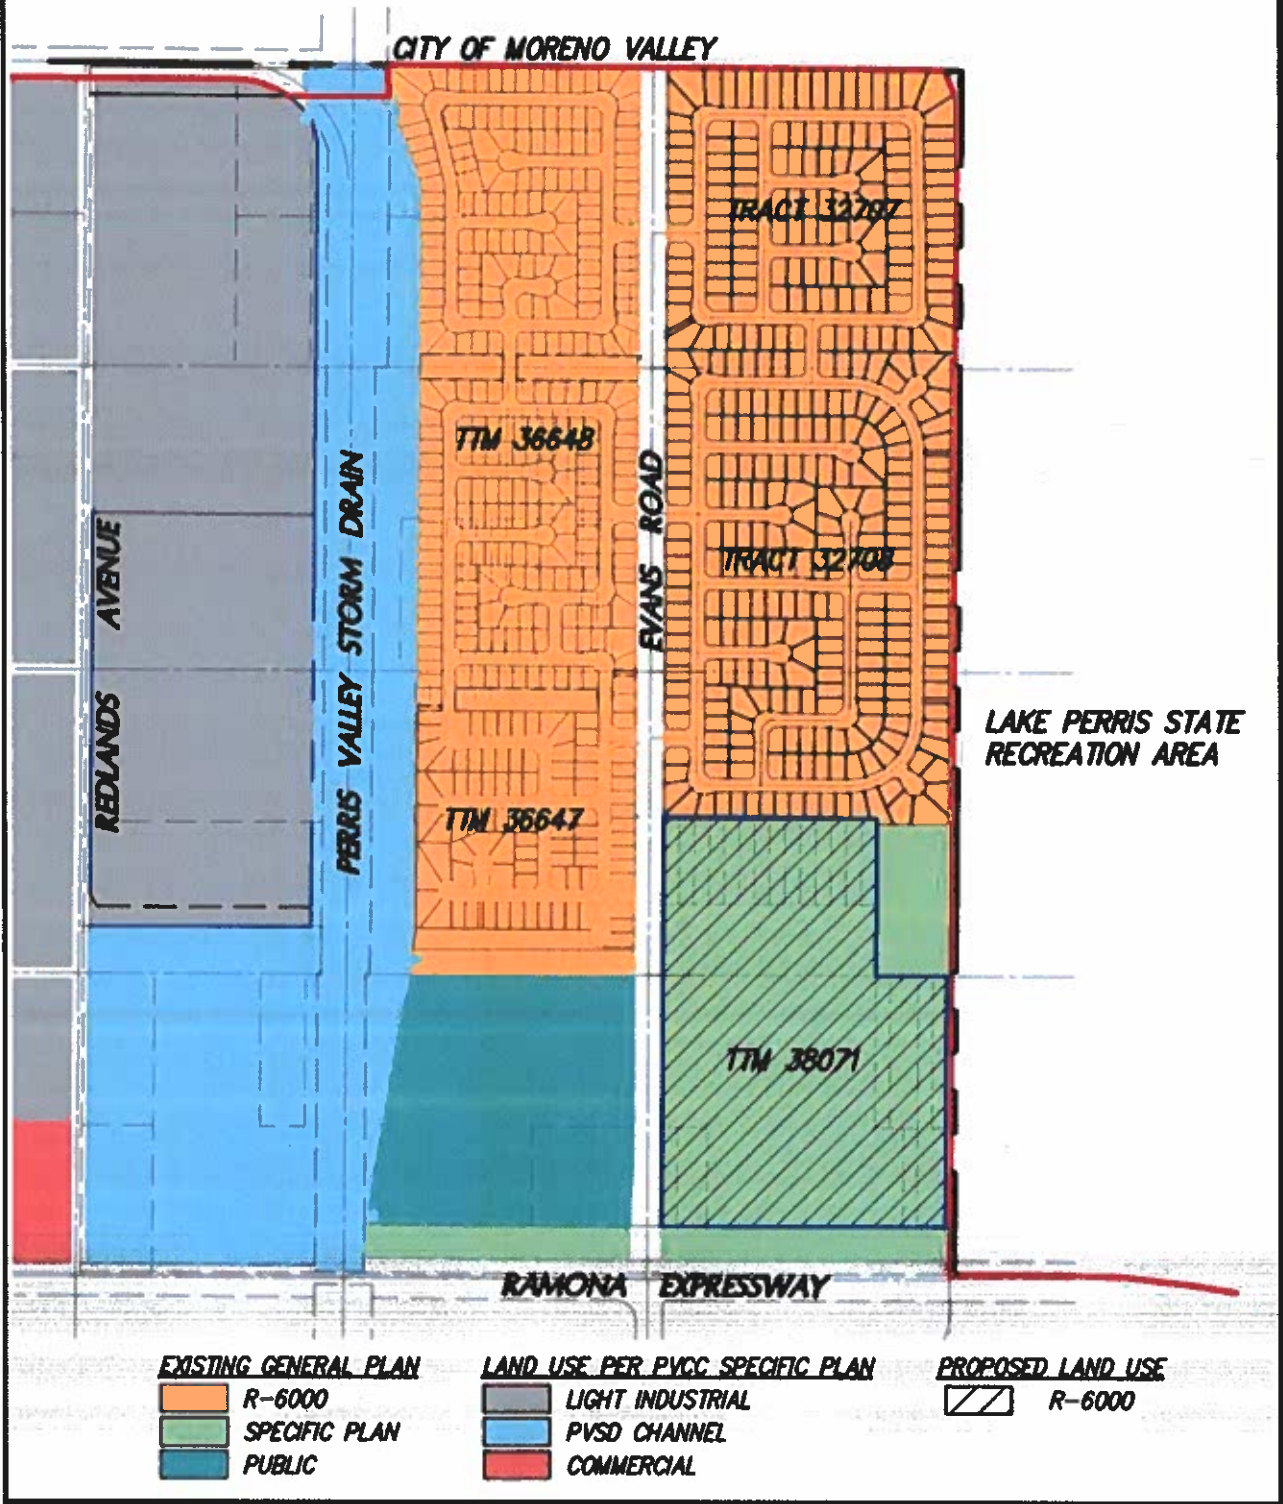 CITY OF MORENO VALLEY
TRACT 32707
TTM 36648
REDLANDS AVENUE
PERRIS VALLEY STORM DRAIN
EVANS ROAD
TRACT 32708
LAKE PERRIS STATE
RECREATION AREA
TTM 36647
TTM 38071
RAMONA EXPRESSWAY
EXISTING GENERAL PLAN
R-6000
SPECIFIC PLAN
PUBLIC
LAND USE PER PVCC SPECIFIC PLAN
LIGHT INDUSTRIAL
PVSD CHANNEL
COMMERCIAL
PROPOSED LAND USE
R-6000